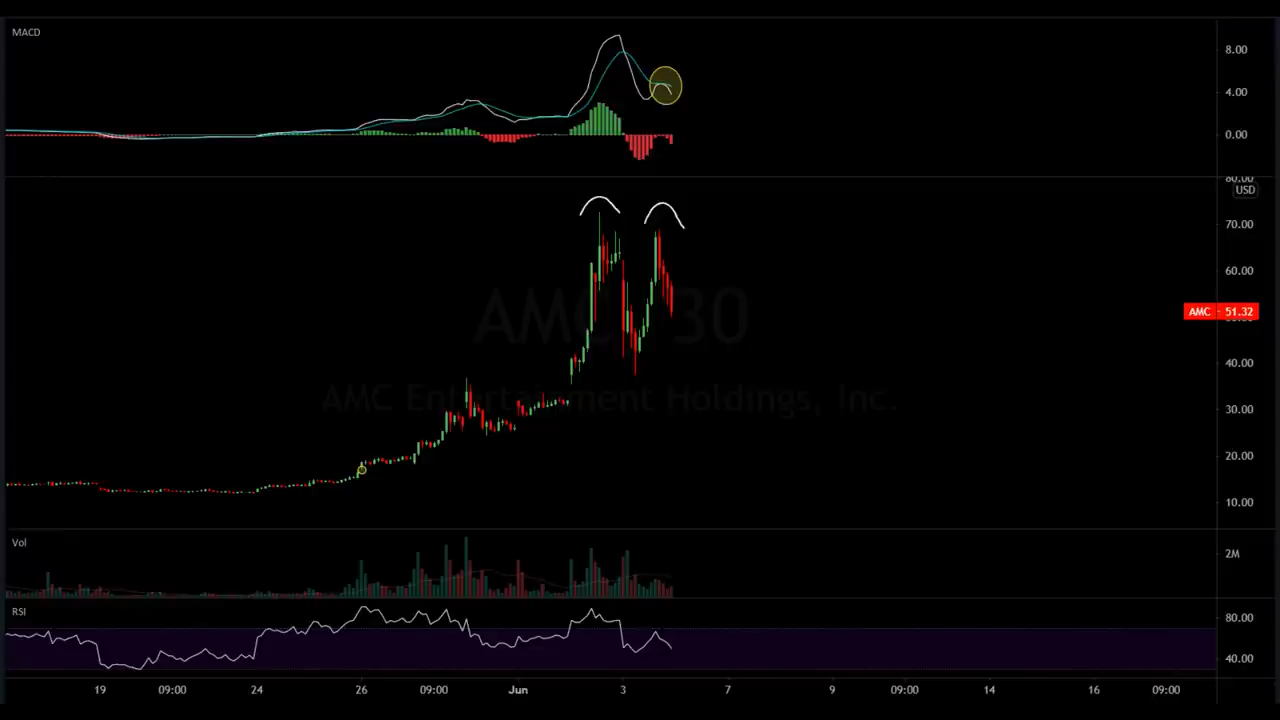 MACD
8.00
4.00
0.00
80.00
USD
70.00
60.00
AMC, 30
AMC 51.32
40.00
AMC Entertainment Holdings, Inc.
30.00
20.00
10.00
Vol
2M
RSI
80.00
40.00
19 09:00 24 26 09:00 Jun 3 7 9 09:00 14 16 09:00